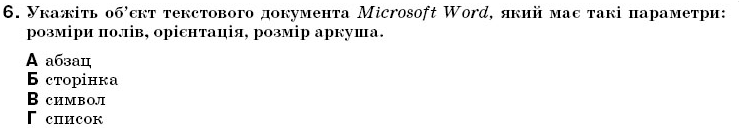 6. Укажіть об’єкт текстового документа Microsoft Word, який має такі параметри:
розміри полів, орієнтація, розмір аркуша.
А абзац
Б сторінка
В символ
Г список